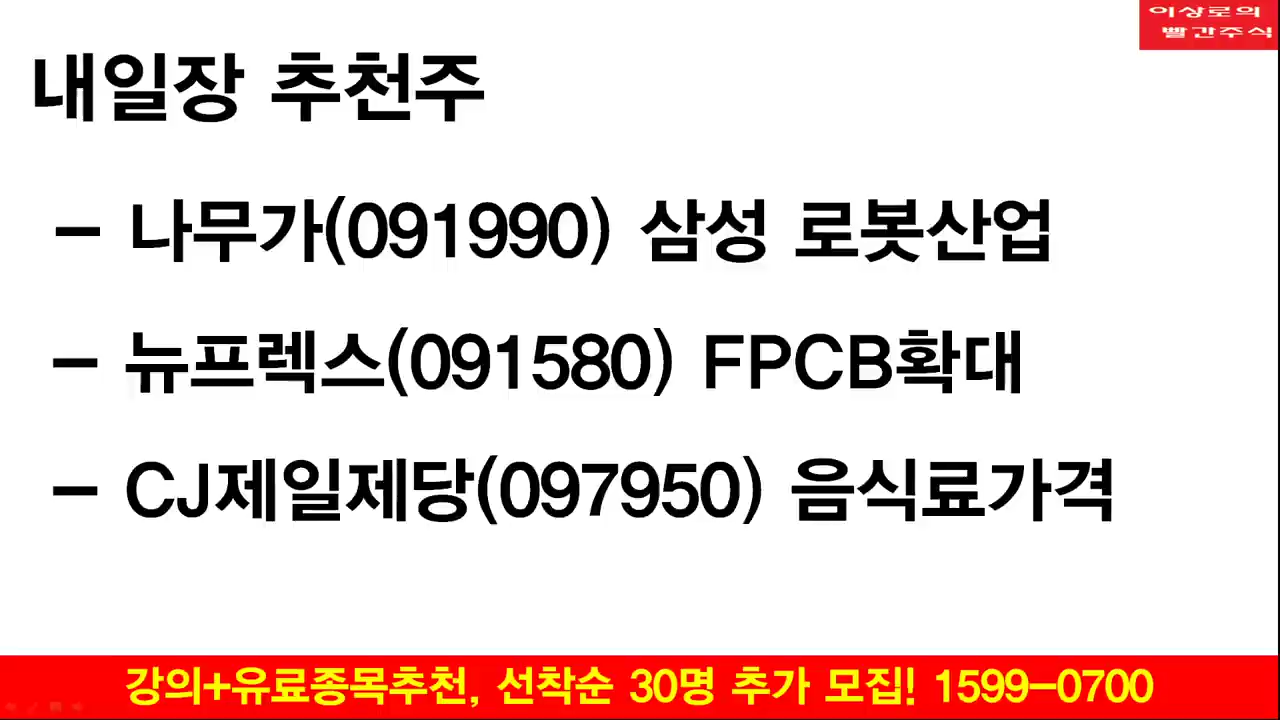 이상로의
빨간주식
내일장 추천주
- 나무가(091990) 삼성 로봇산업
- 뉴프렉스(091580) FPCB확대
- CJ제일제당(097950) 음식료가격
강의+유료종목추천, 선착순 30명 추가 모집! 1599-0700